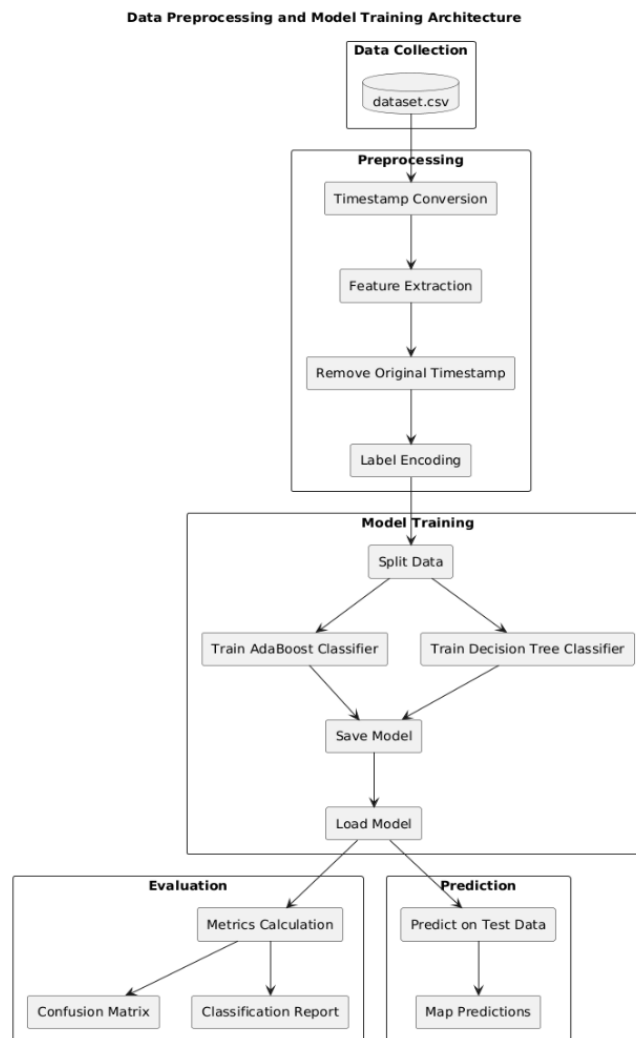 Data Preprocessing and Model Training Architecture
Data Collection
dataset.csv
Preprocessing
Timestamp Conversion
Feature Extraction
Remove Original Timestamp
Label Encoding
Model Training
Split Data
Train AdaBoost Classifier
Train Decision Tree Classifier
Save Model
Load Model
Evaluation
Metrics Calculation
Confusion Matrix
Classification Report
Prediction
Predict on Test Data
Map Predictions